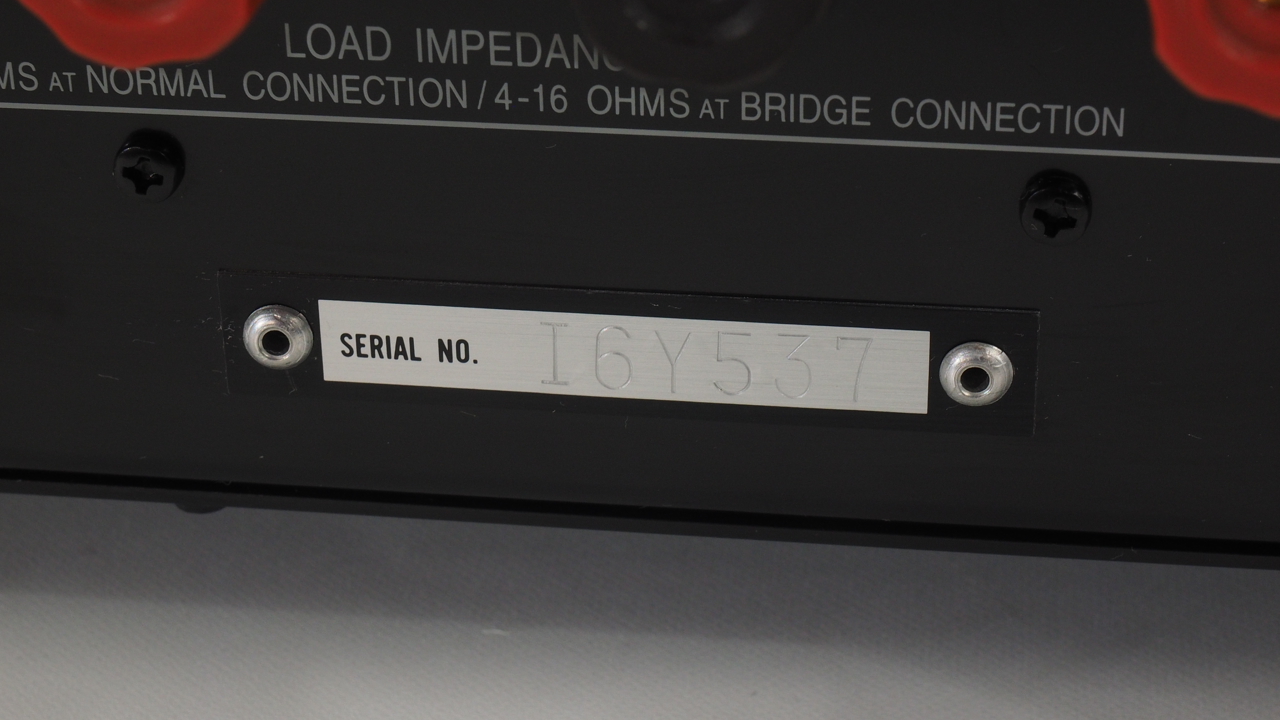 LOAD IMPEDANC
MS AT NORMAL CONNECTION / 4-16 OHMS AT BRIDGE CONNECTION
SERIAL NO. I6Y537